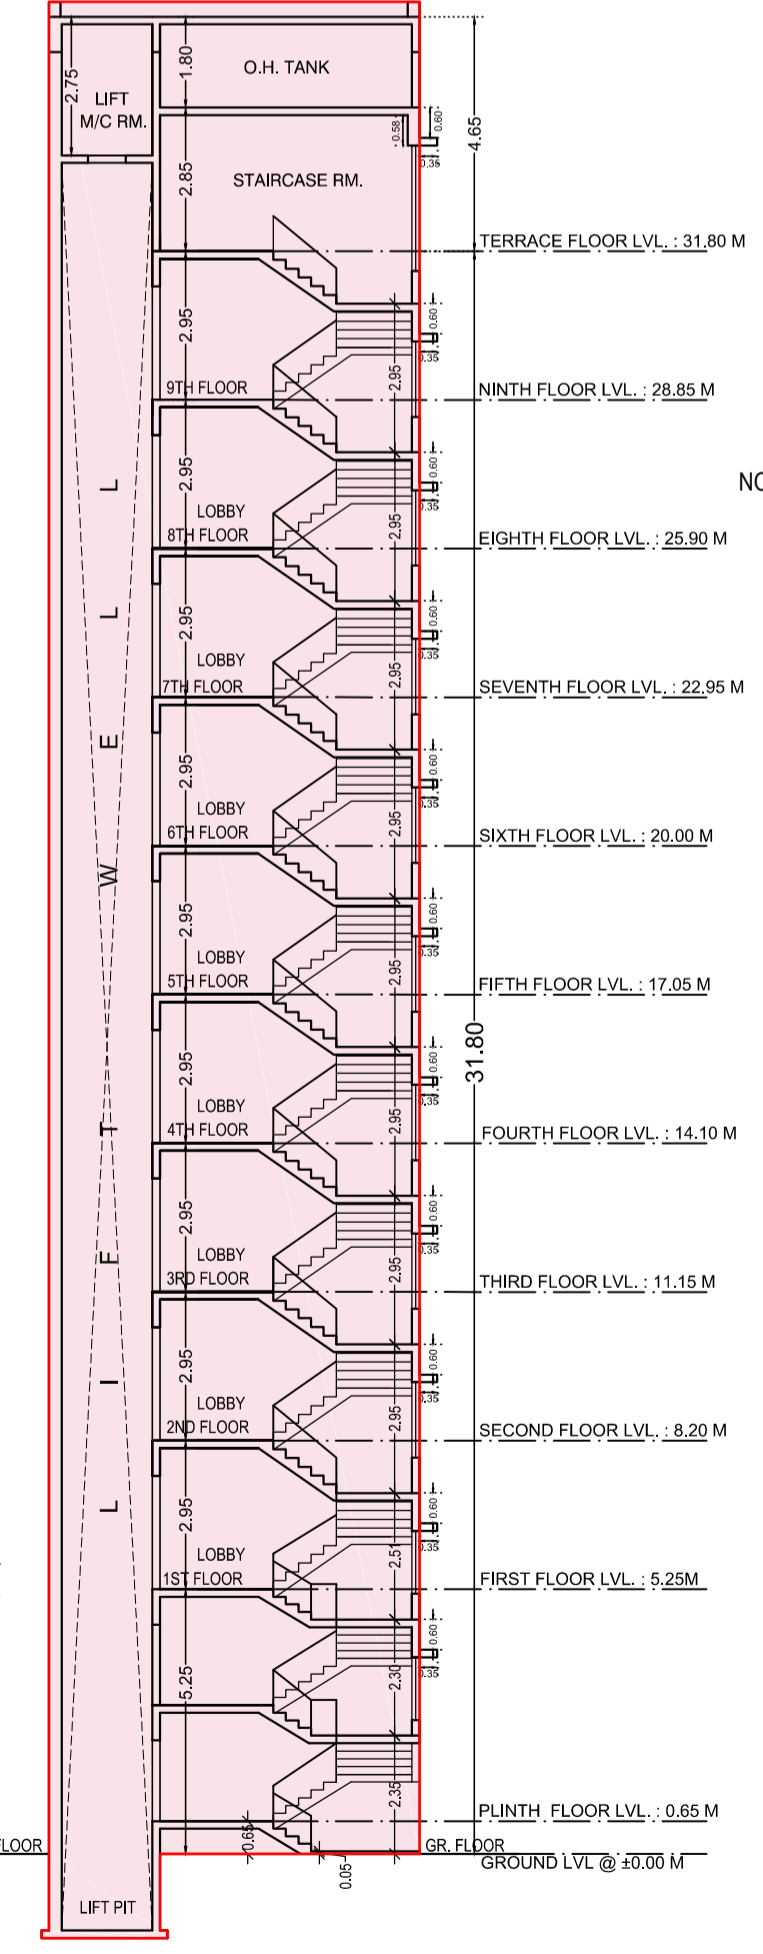 2.75
1.80
O.H. TANK
LIFT
M/C RM.
0.58
0.60
4.65
0.35
2.85
STAIRCASE RM.
TERRACE FLOOR LVL. : 31.80 M
2.95
0.60
0.35
2.95
9TH FLOOR
NINTH FLOOR LVL. : 28.85 M
2.95
0.60
0.35
LOBBY
2.95
8TH FLOOR
EIGHTH FLOOR LVL. : 25.90 M
2.95
0.60
0.35
LOBBY
2.95
7TH FLOOR
SEVENTH FLOOR LVL. : 22.95 M
2.95
0.60
0.35
LOBBY
2.95
6TH FLOOR
SIXTH FLOOR LVL. : 20.00 M
2.95
0.60
0.35
LOBBY
2.95
5TH FLOOR
FIFTH FLOOR LVL. : 17.05 M
31.80
2.95
0.60
0.35
LOBBY
2.95
4TH FLOOR
FOURTH FLOOR LVL. : 14.10 M
2.95
0.60
0.35
LOBBY
2.95
3RD FLOOR
THIRD FLOOR LVL. : 11.15 M
2.95
0.60
0.35
LOBBY
2.95
2ND FLOOR
SECOND FLOOR LVL. : 8.20 M
2.95
0.60
0.35
LOBBY
2.51
1ST FLOOR
FIRST FLOOR LVL. : 5.25M
LIFT WELL
0.60
0.35
5.25
2.30
2.35
PLINTH FLOOR LVL. : 0.65 M
0.65
FLOOR
GR. FLOOR
0.05
GROUND LVL @ ±0.00 M
LIFT PIT